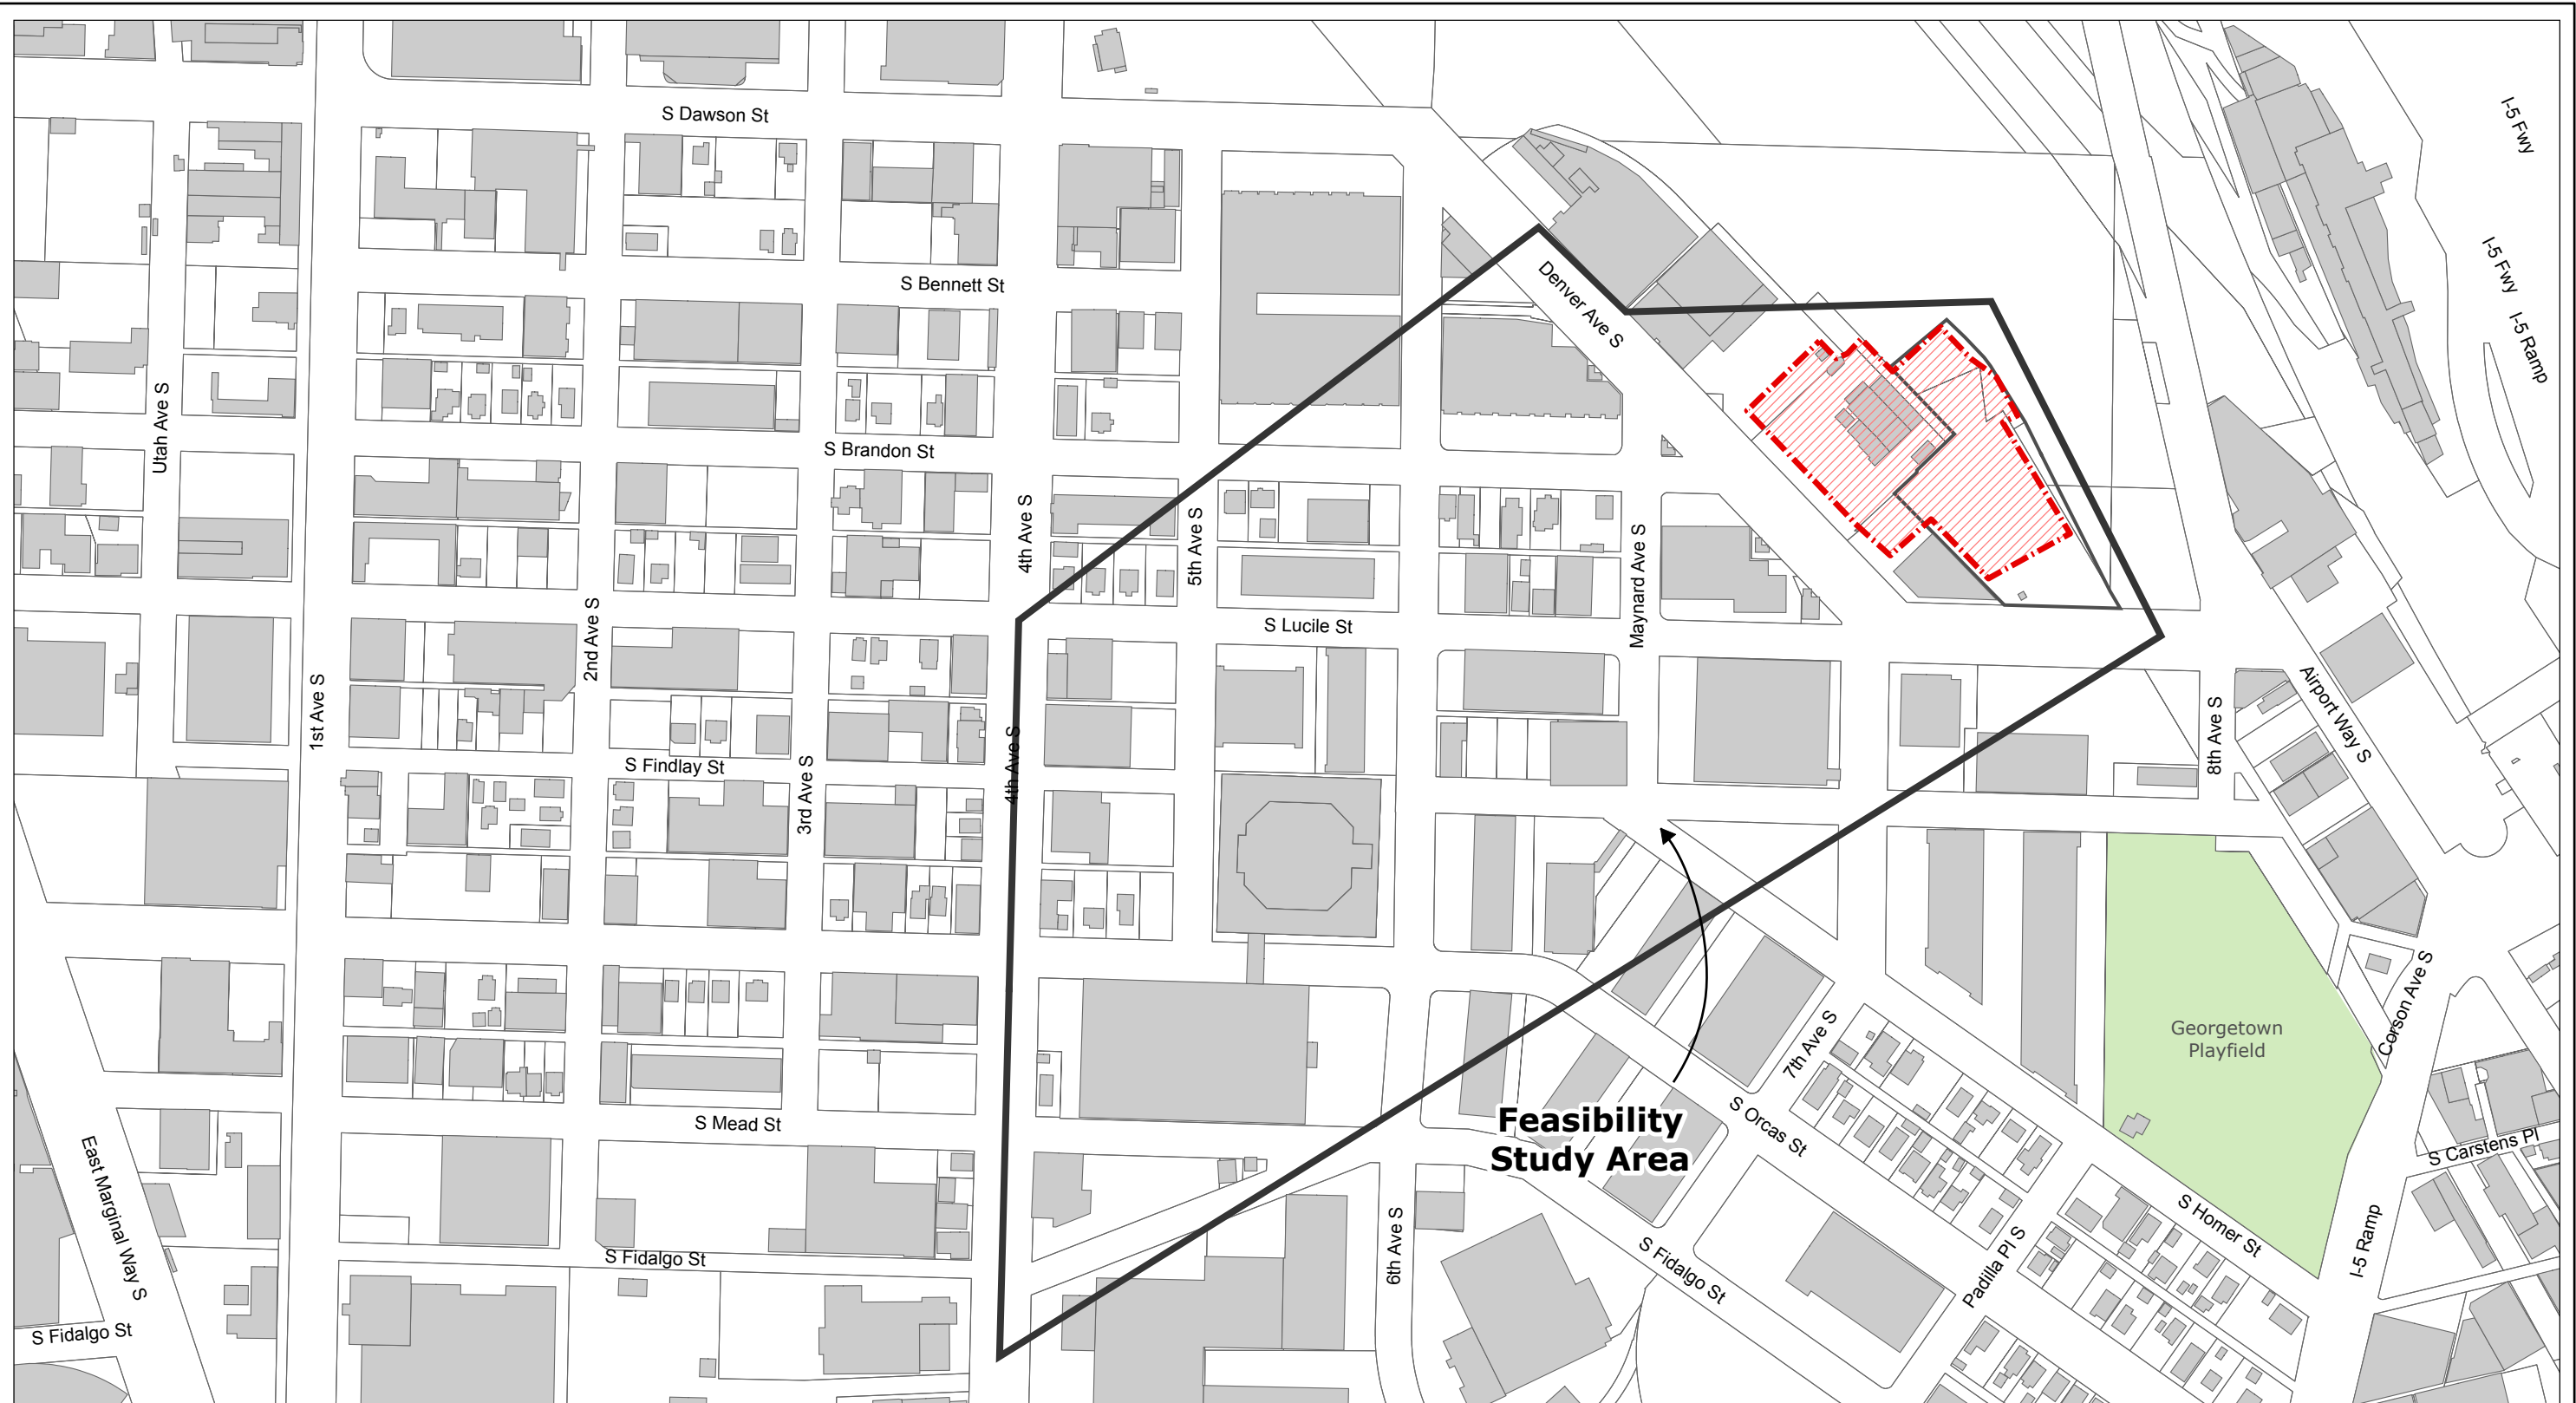 S Dawson St
I-5 Fwy
I-5 Fwy
S Bennett St
Denver Ave S
I-5 Ramp
Utah Ave S
S Brandon St
4th Ave S
5th Ave S
Maynard Ave S
S Lucile St
2nd Ave S
1st Ave S
Airport Way S
8th Ave S
4th Ave S
S Findlay St
3rd Ave S
Georgetown
Playfield
Corson Ave S
7th Ave S
Feasibility
Study Area
S Orcas St
S Mead St
East Marginal Way S
S Carstens Pl
S Homer St
6th Ave S
I-5 Ramp
Padilla Pl S
S Fidalgo St
S Fidalgo St
S Fidalgo St